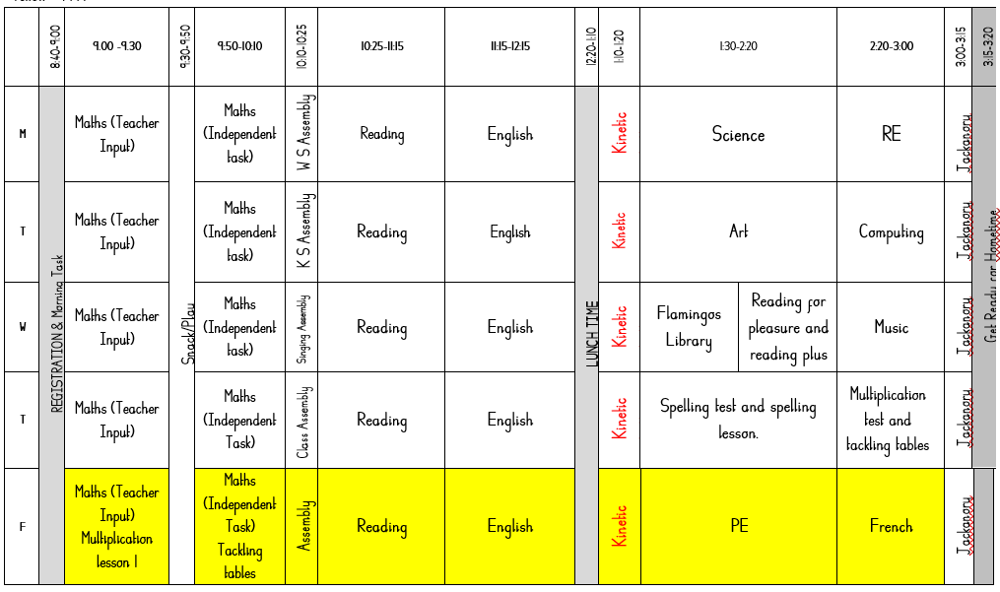 8:40-9:00
9:00 -9.30
9:30-9:50
9:50-10:10
10:10-10:25
10:25-11:15
11:15-12:15
12:20-1:10
1:10-1:20
1:30-2:20
2:20-3:00
3:00-3:15
3:15-3:20
REGISTRATION & Morning Task
Snack/Play
LUNCH TIME
Get Ready for Hometime
M
Maths (Teacher
Input)
Maths
(Independent
task)
W S Assembly
Reading
English
Kinetic
Science
RE
Jackanory
T
Maths (Teacher
Input)
Maths
(Independent
task)
K S Assembly
Reading
English
Kinetic
Art
Computing
Jackanory
W
Maths (Teacher
Input)
Maths
(Independent
task)
Singing Assembly
Reading
English
Kinetic
Flamingos
Library
Reading for
pleasure and
reading plus
Music
Jackanory
T
Maths (Teacher
Input)
Maths
(Independent
Task)
Class Assembly
Reading
English
Kinetic
Spelling test and spelling
lesson.
Multiplication
test and
tackling tables
Jackanory
F
Maths (Teacher
Input)
Multiplication
lesson 1
Maths
(Independent
Task)
Tackling
tables
Assembly
Reading
English
Kinetic
PE
French
Jackanory